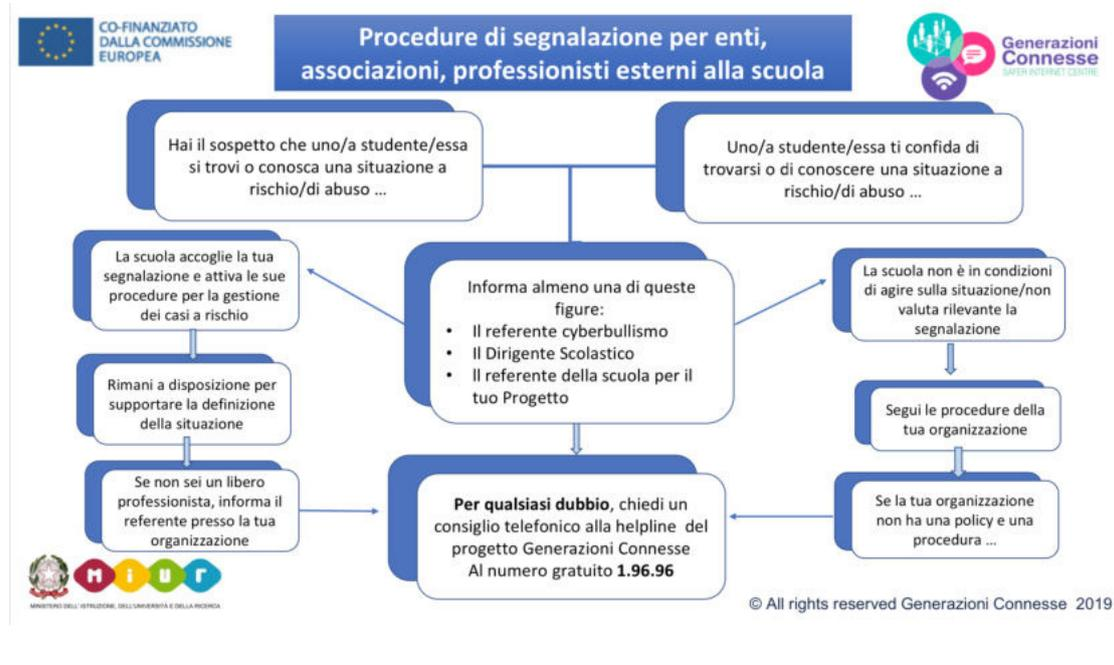 CO-FINANZIATO
DALLA COMMISSIONE
EUROPEA
Procedure di segnalazione per enti,
associazioni, professionisti esterni alla scuola
Generazioni
Connesse
SAFER INTERNET CENTRE
Hai il sospetto che uno/a studente/essa
si trovi o conosca una situazione a
rischio/di abuso ...
Uno/a studente/essa ti confida di
trovarsi o di conoscere una situazione a
rischio/di abuso ...
La scuola accoglie la tua
segnalazione e attiva le sue
procedure per la gestione
dei casi a rischio
Informa almeno una di queste
figure:
• Il referente cyberbullismo
• Il Dirigente Scolastico
• Il referente della scuola per il
tuo Progetto
La scuola non è in condizioni
di agire sulla situazione/non
valuta rilevante la
segnalazione
Rimani a disposizione per
supportare la definizione
della situazione
Segui le procedure della
tua organizzazione
Se non sei un libero
professionista, informa il
referente presso la tua
organizzazione
Per qualsiasi dubbio, chiedi un
consiglio telefonico alla helpline del
progetto Generazioni Connesse
Al numero gratuito 1.96.96
Se la tua organizzazione
non ha una policy e una
procedura ...
MIUR
MINISTERO DELL' ISTRUZIONE, DELL'UNIVERSITÀ E DELLA RICERCA
© All rights reserved Generazioni Connesse 2019